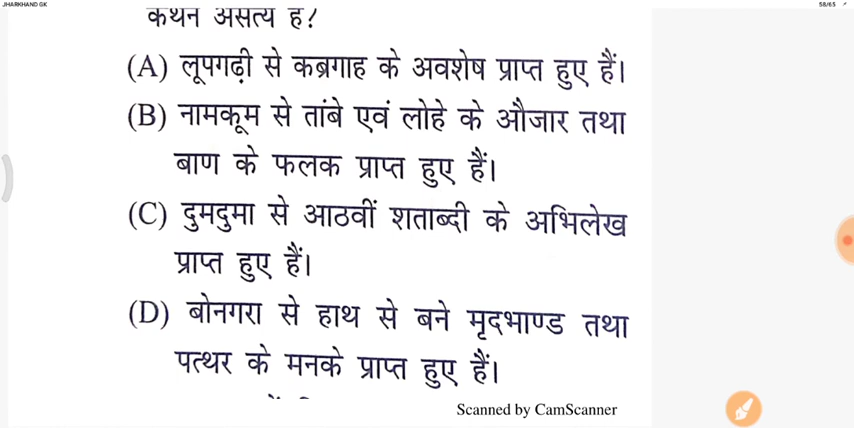 JHARKHAND GK
58/65
कथन असत्य है?
(A) लूपगढ़ी से कब्रगाह के अवशेष प्राप्त हुए हैं।
(B) नामकूम से तांबे एवं लोहे के औजार तथा
बाण के फलक प्राप्त हुए हैं।
(C) दुमदुमा से आठवीं शताब्दी के अभिलेख
प्राप्त हुए हैं।
(D) बोनगरा से हाथ से बने मृदभाण्ड तथा
पत्थर के मनके प्राप्त हुए हैं।
Scanned by CamScanner